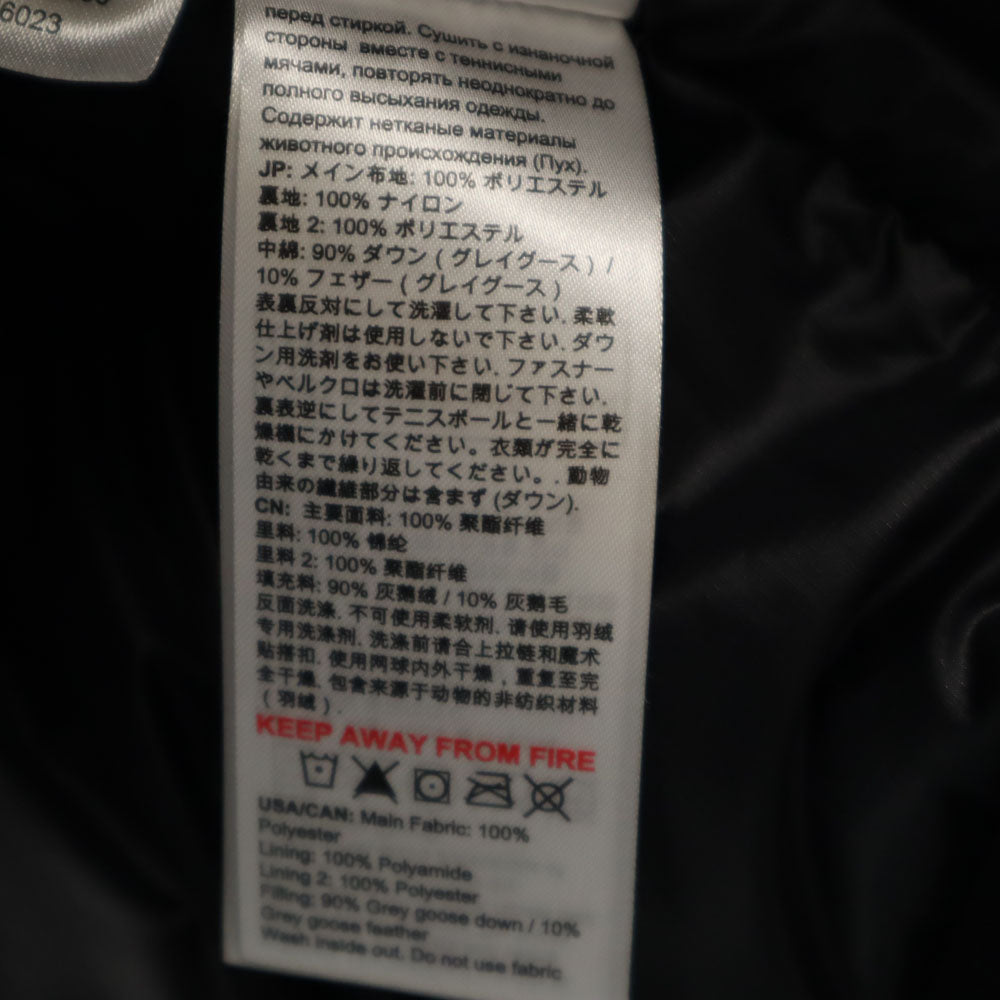 6023
перед стиркой. Сушить с изнаночной
стороны вместе с теннисными
мячами, повторять неоднократно до
полного высыхания одежды.
Содержит нетканые материалы
животного происхождения (Пух).
JP: メイン布地: 100% ポリエステル
裏地: 100% ナイロン
裏地 2: 100% ポリエステル
中綿: 90% ダウン ( グレイグース ) /
10% フェザー ( グレイグース )
表裏反対にして洗濯して下さい. 柔軟
仕上げ剤は使用しないで下さい. ダウ
ン用洗剤をお使い下さい. ファスナー
やベルクロは洗濯前に閉じて下さい.
裏表逆にしてテニスボールと一緒に乾
燥機にかけてください。衣類が完全に
乾くまで繰り返してください。. 動物
由来の繊維部分は含まず (ダウン).
CN: 主要面料: 100% 聚酯纤维
里料: 100% 锦纶
里料 2: 100% 聚酯纤维
填充料: 90% 灰鹅绒 / 10% 灰鹅毛
反面洗涤. 不可使用柔软剂. 请使用羽绒
专用洗涤剂. 洗涤前请合上拉链和魔术
贴搭扣. 使用网球内外干燥，重复至完
全干燥. 包含来源于动物的非纺织材料
( 羽绒 ) .
KEEP AWAY FROM FIRE
USA/CAN: Main Fabric: 100%
Polyester
Lining: 100% Polyamide
Lining 2: 100% Polyester
Filling: 90% Grey goose down / 10%
Grey goose feather
Wash inside out. Do not use fabric